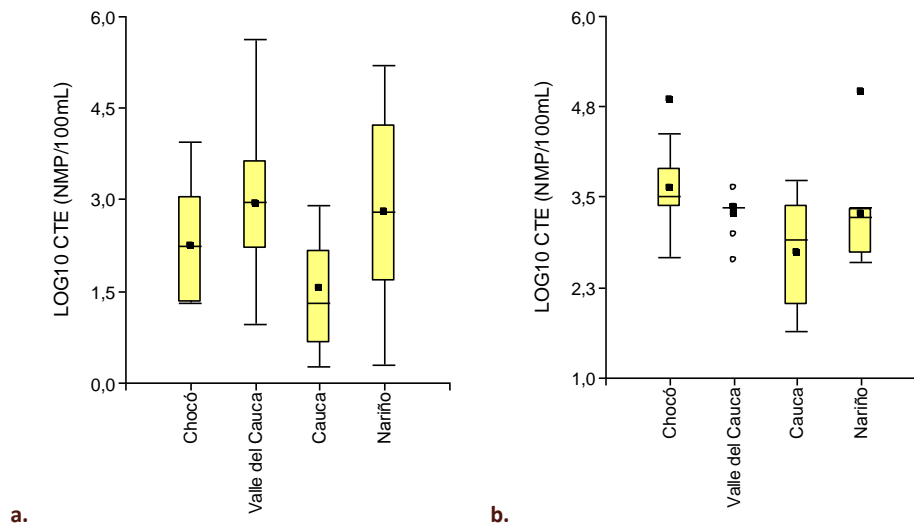 6,0
4,5
3,0
1,5
0,0
LOG10 CTE (NMP/100mL)
Chocó
Valle del Cauca
Cauca
Nariño
a.
6,0
4,8
3,5
2,3
1,0
LOG10 CTE (NMP/100mL)
Chocó
Valle del Cauca
Cauca
Nariño
b.